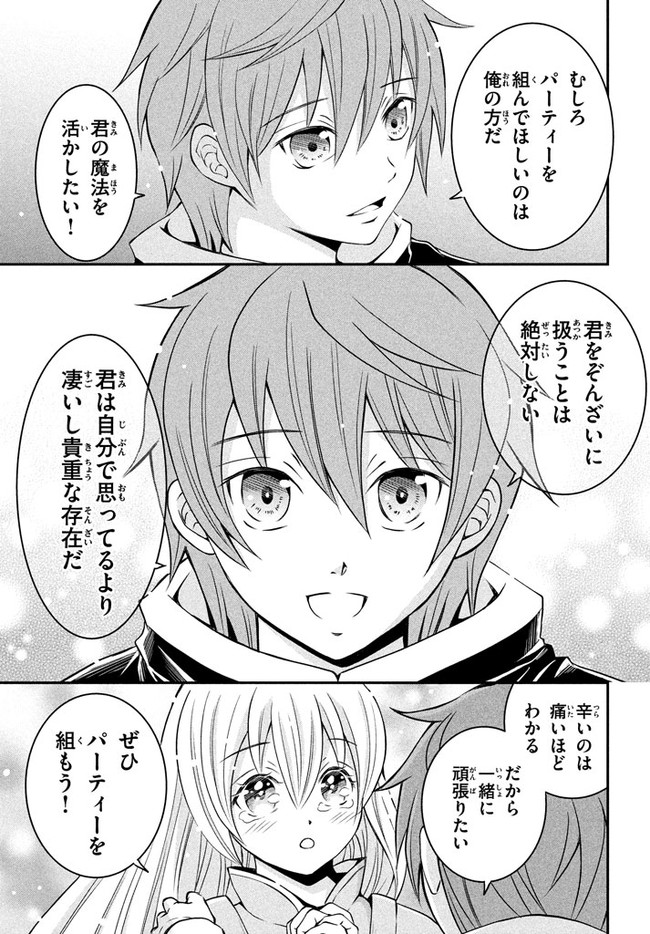 むしろ
パーティーを
組んでほしいのは
俺の方だ
君の魔法を
活かしたい！
君をぞんざいに
扱うことは
絶対しない
君は自分で思ってるより
凄いし貴重な存在だ
辛いのは
痛いほど
わかる
だから
一緒に
頑張りたい
ぜひ
パーティーを
組もう！